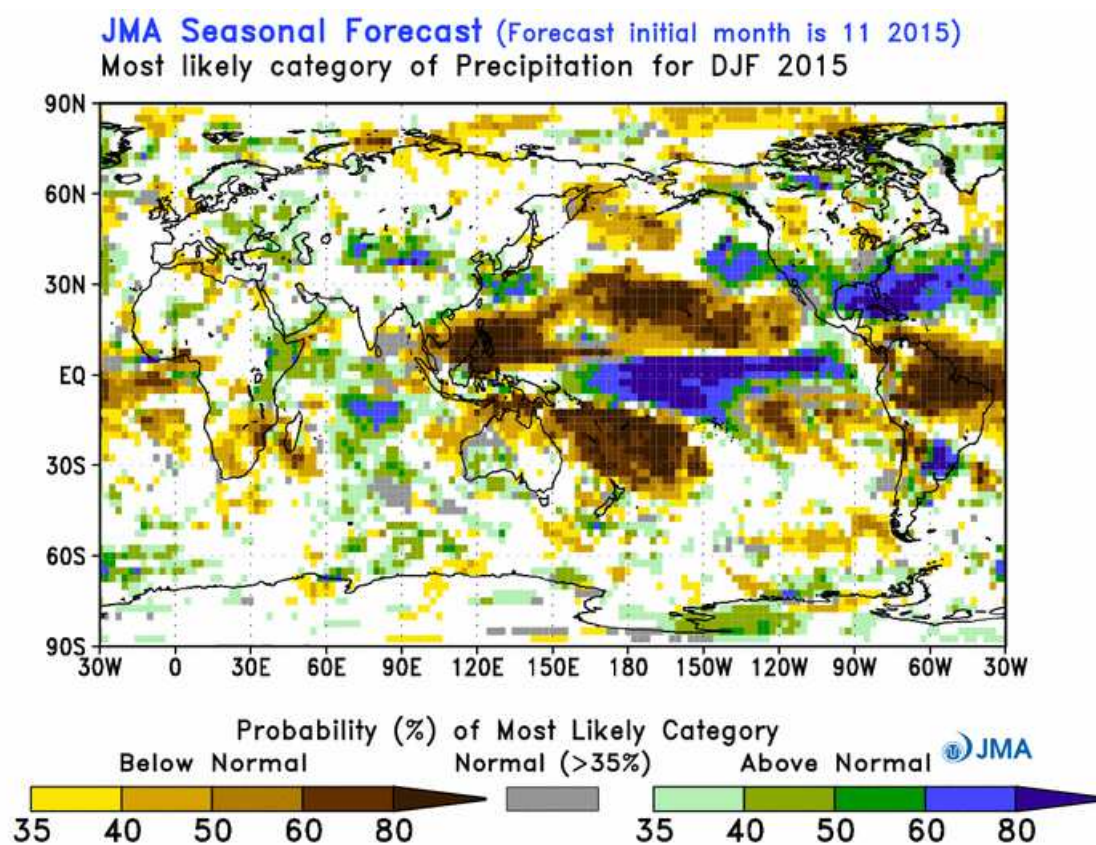 JMA Seasonal Forecast (Forecast initial month is 11 2015)
Most likely category of Precipitation for DJF 2015
90N
60N
30N
EQ
30S
60S
90S
30W 0 30E 60E 90E 120E 150E 180 150W 120W 90W 60W 30W
Probability (%) of Most Likely Category
Below Normal Normal (>35%) Above Normal JMA
35 40 50 60 80 35 40 50 60 80